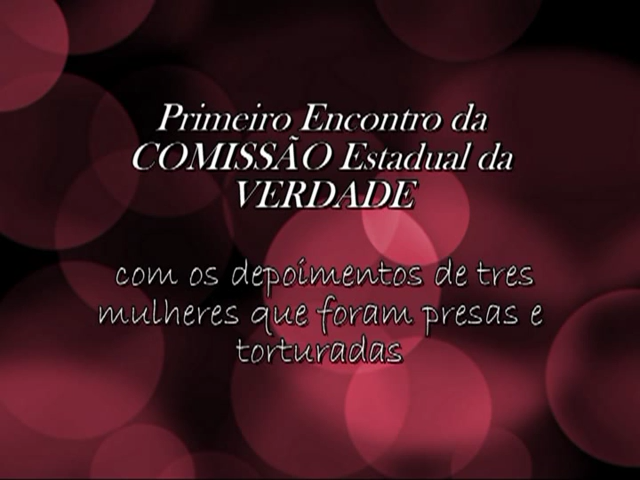 Primeiro Encontro da
COMISSÃO Estadual da
VERDADE
com os depoimentos de tres
mulheres que foram presas e
torturadas